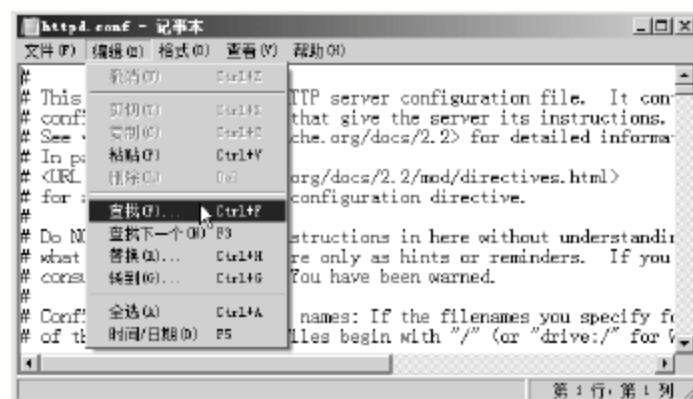 httpd.conf - 记事本
文件(F) 编辑(E) 格式(O) 查看(V) 帮助(H)
撤消(U) Ctrl+Z
剪切(T) Ctrl+X
复制(C) Ctrl+C
粘贴(P) Ctrl+V
删除(L) Del
查找(F)... Ctrl+F
查找下一个(N) F3
替换(R)... Ctrl+H
转到(G)... Ctrl+G
全选(A) Ctrl+A
时间/日期(D) F5
#
# This TTP server configuration file. It con
# conf that give the server its instructions.
# See che.org/docs/2.2> for detailed informa
# In pa
# <URL org/docs/2.2/mod/directives.html>
# for configuration directive.
#
# Do NO structions in here without understandin
# what re only as hints or reminders. If you
# consu You have been warned.
#
# Conf names: If the filenames you specify f
# of th iles begin with "/" (or "drive:/" for W
第 1 行, 第 1 列